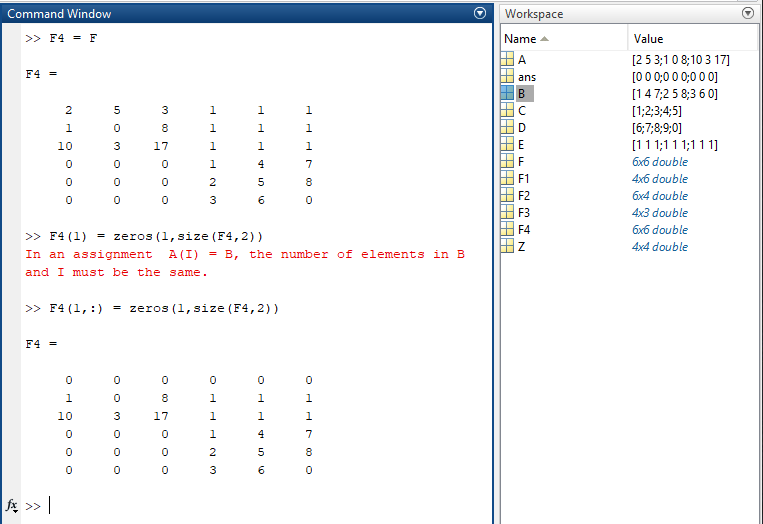 Command Window
>> F4 = F
F4 =
2 5 3 1 1 1
1 0 8 1 1 1
10 3 17 1 1 1
0 0 0 1 4 7
0 0 0 2 5 8
0 0 0 3 6 0
>> F4(1) = zeros(1,size(F4,2))
In an assignment  A(I) = B, the number of elements in B
and I must be the same.
>> F4(1,:) = zeros(1,size(F4,2))
F4 =
0 0 0 0 0 0
1 0 8 1 1 1
10 3 17 1 1 1
0 0 0 1 4 7
0 0 0 2 5 8
0 0 0 3 6 0
fx >>
Workspace
Name Value
A [2 5 3;1 0 8;10 3 17]
ans [0 0 0;0 0 0;0 0 0]
B [1 4 7;2 5 8;3 6 0]
C [1;2;3;4;5]
D [6;7;8;9;0]
E [1 1 1;1 1 1;1 1 1]
F 6x6 double
F1 4x6 double
F2 6x4 double
F3 4x3 double
F4 6x6 double
Z 4x4 double